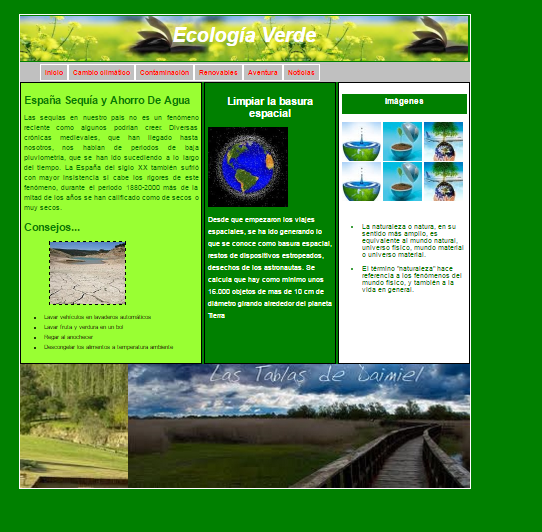 Ecología Verde
Inicio Cambio climático Contaminación Renovables Aventura Noticias
España Sequía y Ahorro De Agua
Las sequias en nuestro país no es un fenómeno
reciente como algunos podrían creer. Diversas
crónicas medievales, que han llegado hasta
nosotros, nos hablan de periodos de baja
pluviometria, que se han ido sucediendo a lo largo
del tiempo. La España del siglo XX también sufrió
con mayor insistencia si cabe los rigores de este
fenómeno, durante el periodo 1880-2000 más de la
mitad de los años se han calificado como de secos o
muy secos.
Consejos...
Lavar vehículos en lavaderos automáticos
Lavar fruta y verdura en un bol
Regar al anochecer
Descongelar los alimentos a temperatura ambiente
Limpiar la basura
espacial
Desde que empezaron los viajes
espaciales, se ha ido generando lo
que se conoce como basura espacial,
restos de dispositivos estropeados,
desechos de los astronautas. Se
calcula que hay como mínimo unos
16.000 objetos de mas de 10 cm de
diámetro girando alrededor del planeta
Tierra
Imágenes
La naturaleza o natura, en su
sentido más amplio, es
equivalente al mundo natural,
universo físico, mundo material
o universo material.
El término "naturaleza" hace
referencia a los fenómenos del
mundo físico, y también a la
vida en general.
Las Tablas de Daimiel